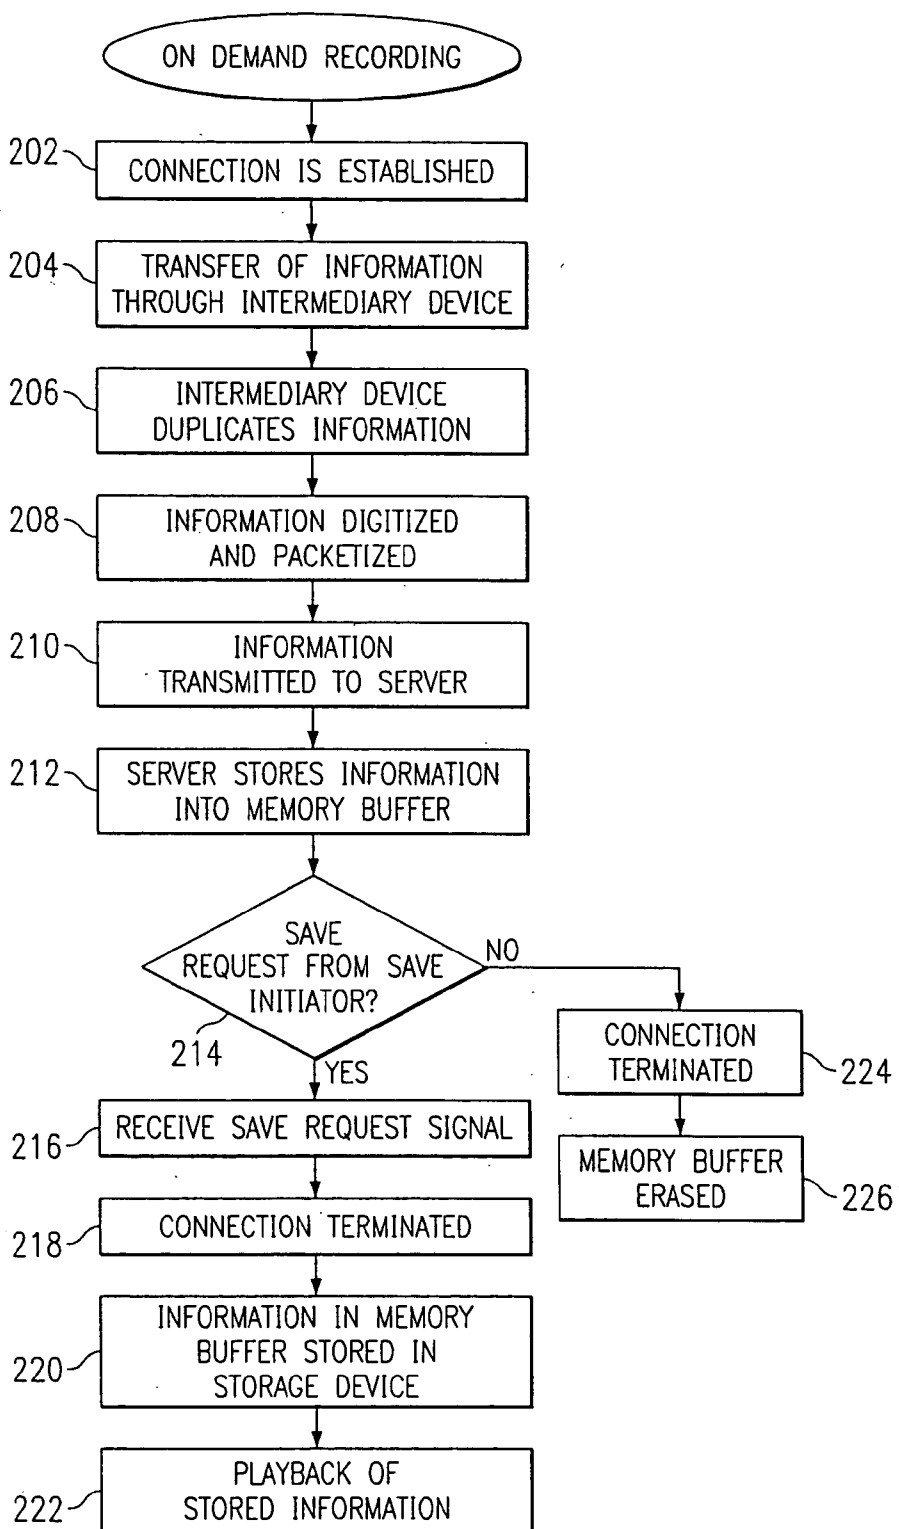 ON DEMAND RECORDING
202
CONNECTION IS ESTABLISHED
204
TRANSFER OF INFORMATION
THROUGH INTERMEDIARY DEVICE
206
INTERMEDIARY DEVICE
DUPLICATES INFORMATION
208
INFORMATION DIGITIZED
AND PACKETIZED
210
INFORMATION
TRANSMITTED TO SERVER
212
SERVER STORES INFORMATION
INTO MEMORY BUFFER
SAVE
REQUEST FROM SAVE
INITIATOR?
214
NO
YES
CONNECTION
TERMINATED
224
MEMORY BUFFER
ERASED
226
216
RECEIVE SAVE REQUEST SIGNAL
218
CONNECTION TERMINATED
220
INFORMATION IN MEMORY
BUFFER STORED IN
STORAGE DEVICE
222
PLAYBACK OF
STORED INFORMATION